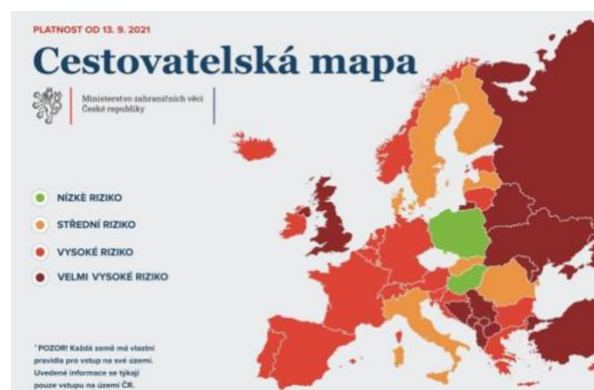 PLATNOST OD 13. 9. 2021
Cestovatelská mapa
Ministerstvo zahraničních věcí
České republiky
NÍZKÉ RIZIKO
STŘEDNÍ RIZIKO
VYSOKÉ RIZIKO
VELMI VYSOKÉ RIZIKO
*POZOR! Každá země má vlastní
pravidla pro vstup na své území.
Uvedené informace se týkají
pouze vstupu na území ČR.